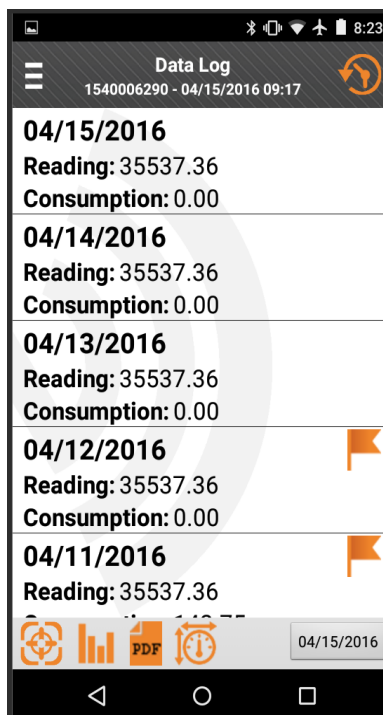 8:23
Data Log
1540006290 - 04/15/2016 09:17
04/15/2016
Reading: 35537.36
Consumption: 0.00
04/14/2016
Reading: 35537.36
Consumption: 0.00
04/13/2016
Reading: 35537.36
Consumption: 0.00
04/12/2016
Reading: 35537.36
Consumption: 0.00
04/11/2016
Reading: 35537.36
PDF
04/15/2016